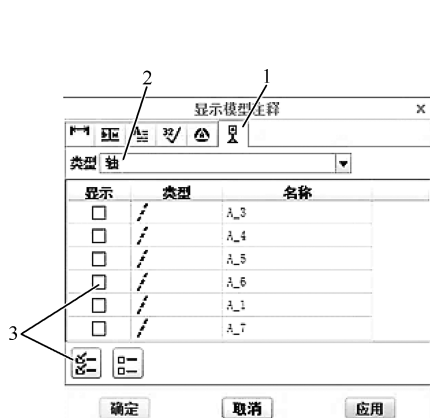 2
1
显示模型注释
32
类型 轴
显示 类型 名称
A_3
A_4
A_5
A_6
A_1
A_7
3
确定 取消 应用